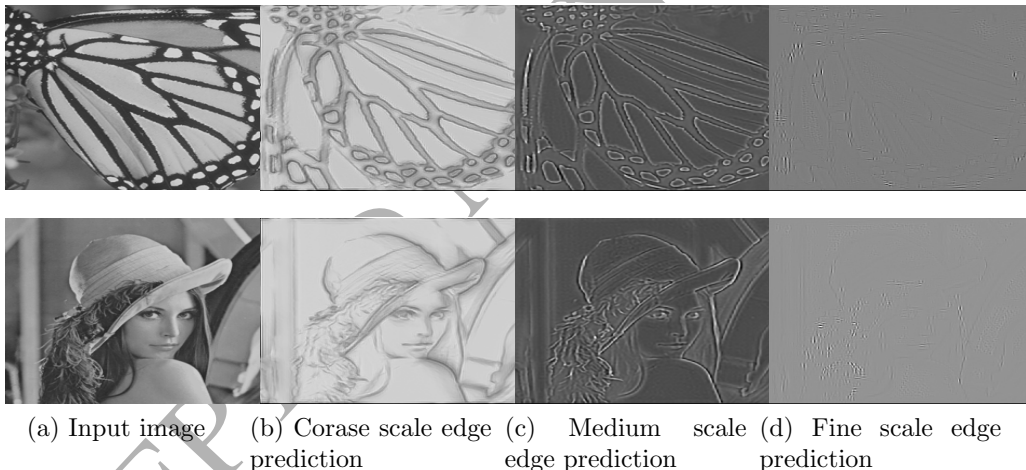 (a) Input image
(b) Corase scale edge
prediction
(c) Medium scale
edge prediction
(d) Fine scale edge
prediction